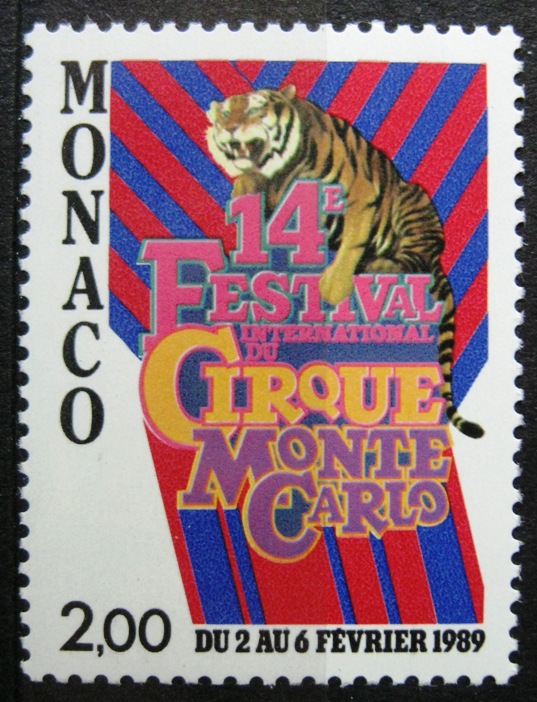 MONACO
14E
FESTIVAL
INTERNATIONAL
DU
CIRQUE
MONTE
CARLO
2,00
DU 2 AU 6 FÉVRIER 1989